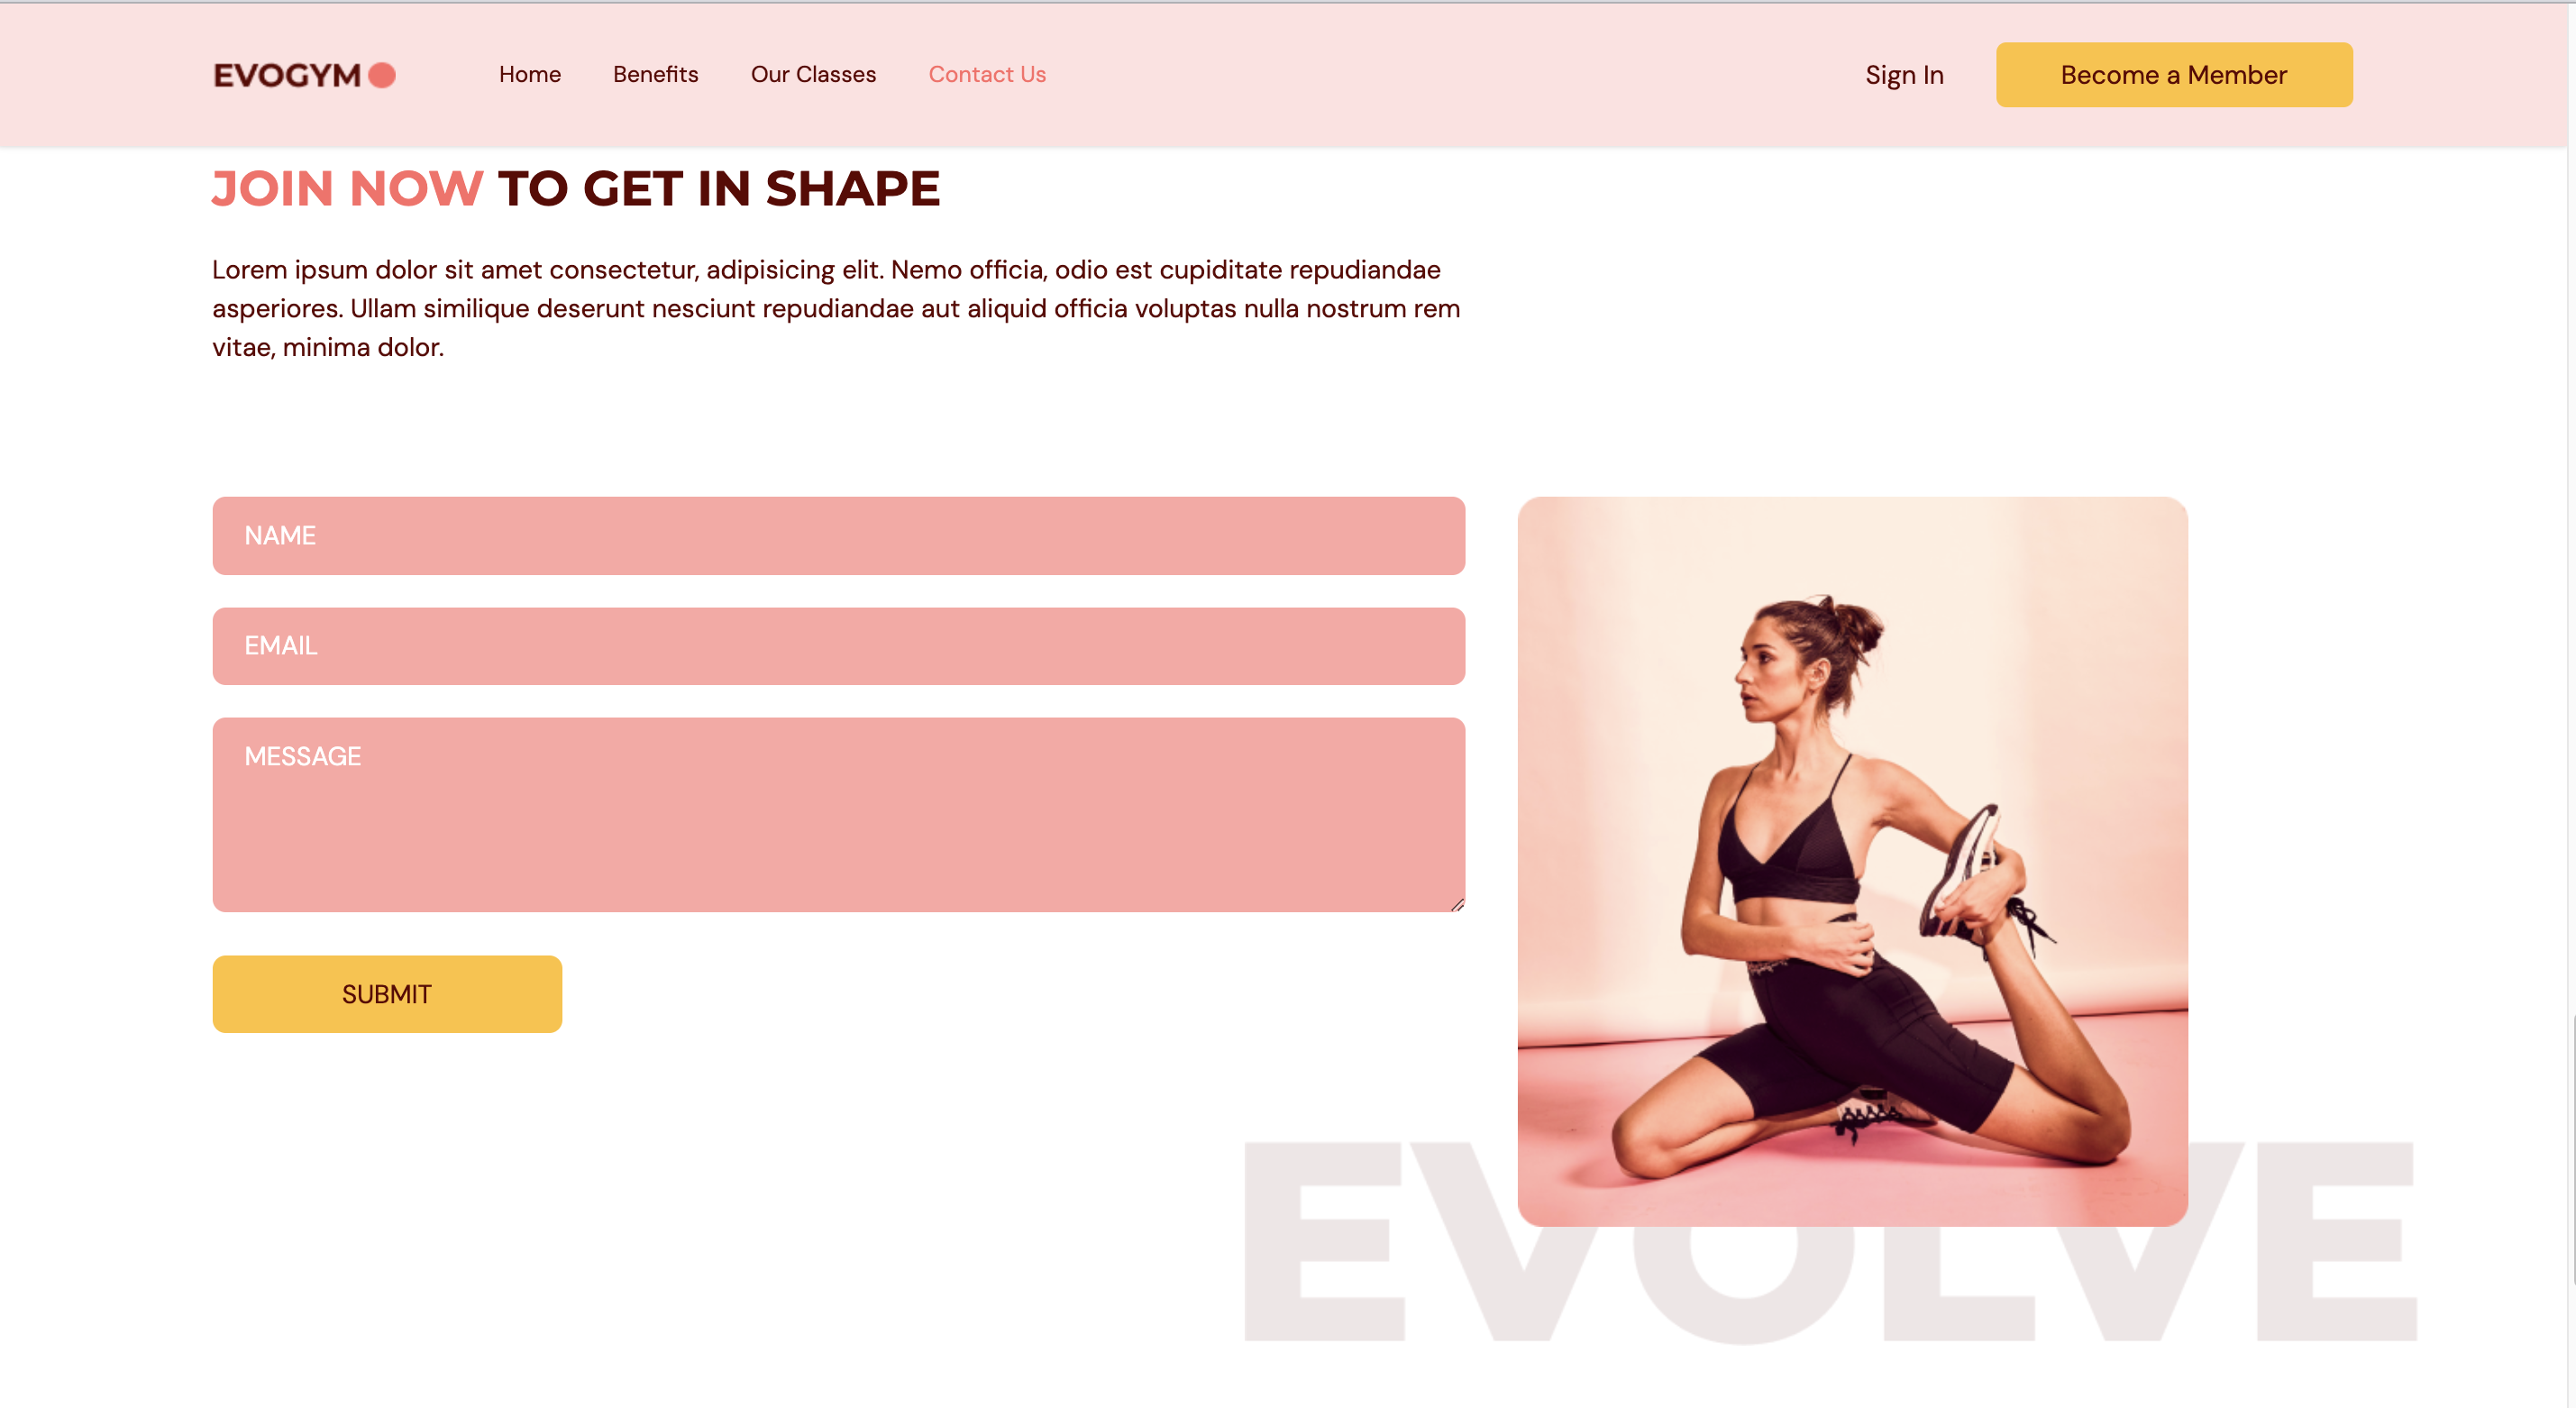 EVOGYM
Home
Benefits
Our Classes
Contact Us
Sign In
Become a Member
JOIN NOW TO GET IN SHAPE
Lorem ipsum dolor sit amet consectetur, adipisicing elit. Nemo officia, odio est cupiditate repudiandae
asperiores. Ullam similique deserunt nesciunt repudiandae aut aliquid officia voluptas nulla nostrum rem
vitae, minima dolor.
NAME
EMAIL
MESSAGE
SUBMIT
EVOLVE